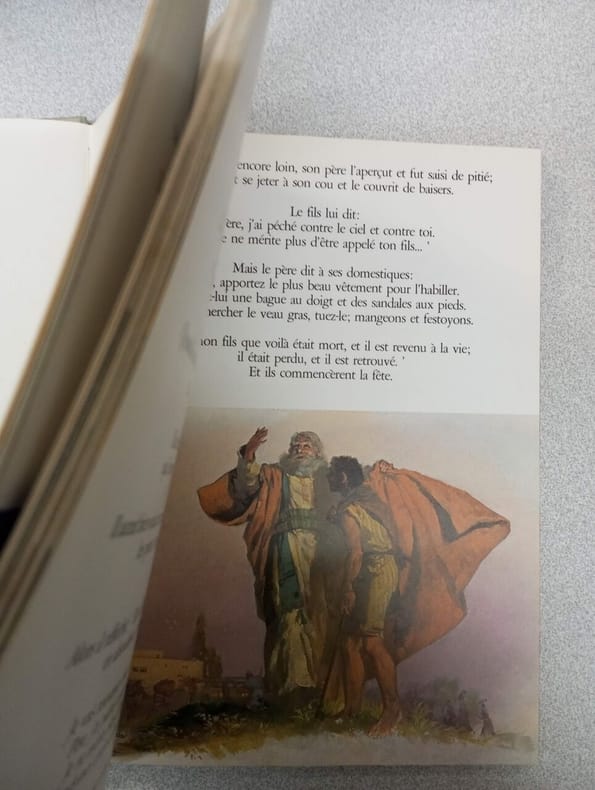 encore loin, son père l'aperçut et fut saisi de pitié;
se jeter à son cou et le couvrit de baisers.
Le fils lui dit:
ère, j'ai péché contre le ciel et contre toi.
ne mérite plus d'être appelé ton fils... '
Mais le père dit à ses domestiques:
, apportez le plus beau vêtement pour l'habiller.
-lui une bague au doigt et des sandales aux pieds.
hercher le veau gras, tuez-le; mangeons et festoyons.
on fils que voilà était mort, et il est revenu à la vie;
il était perdu, et il est retrouvé. '
Et ils commencèrent la fête.